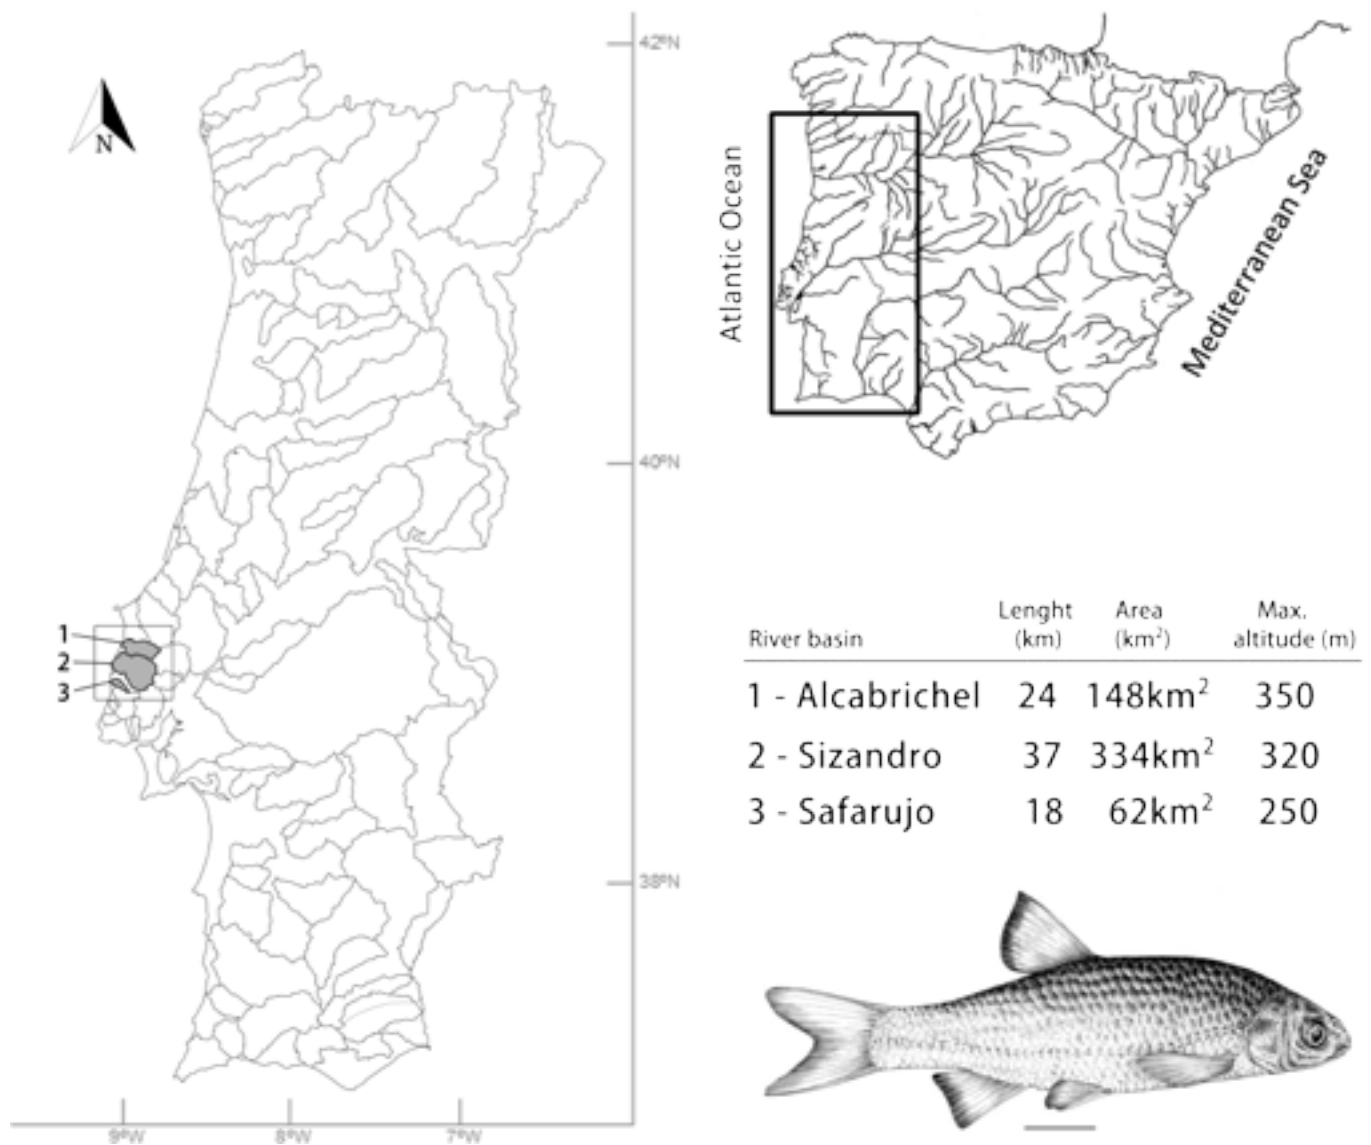 N
42ºN
40ºN
38ºN
9ºW
8ºW
7ºW
1
2
3
Atlantic Ocean
Mediterranean Sea
River basin Lenght (km) Area (km²) Max. altitude (m)
1 - Alcabrichel 24 148km² 350
2 - Sizandro 37 334km² 320
3 - Safarujo 18 62km² 250